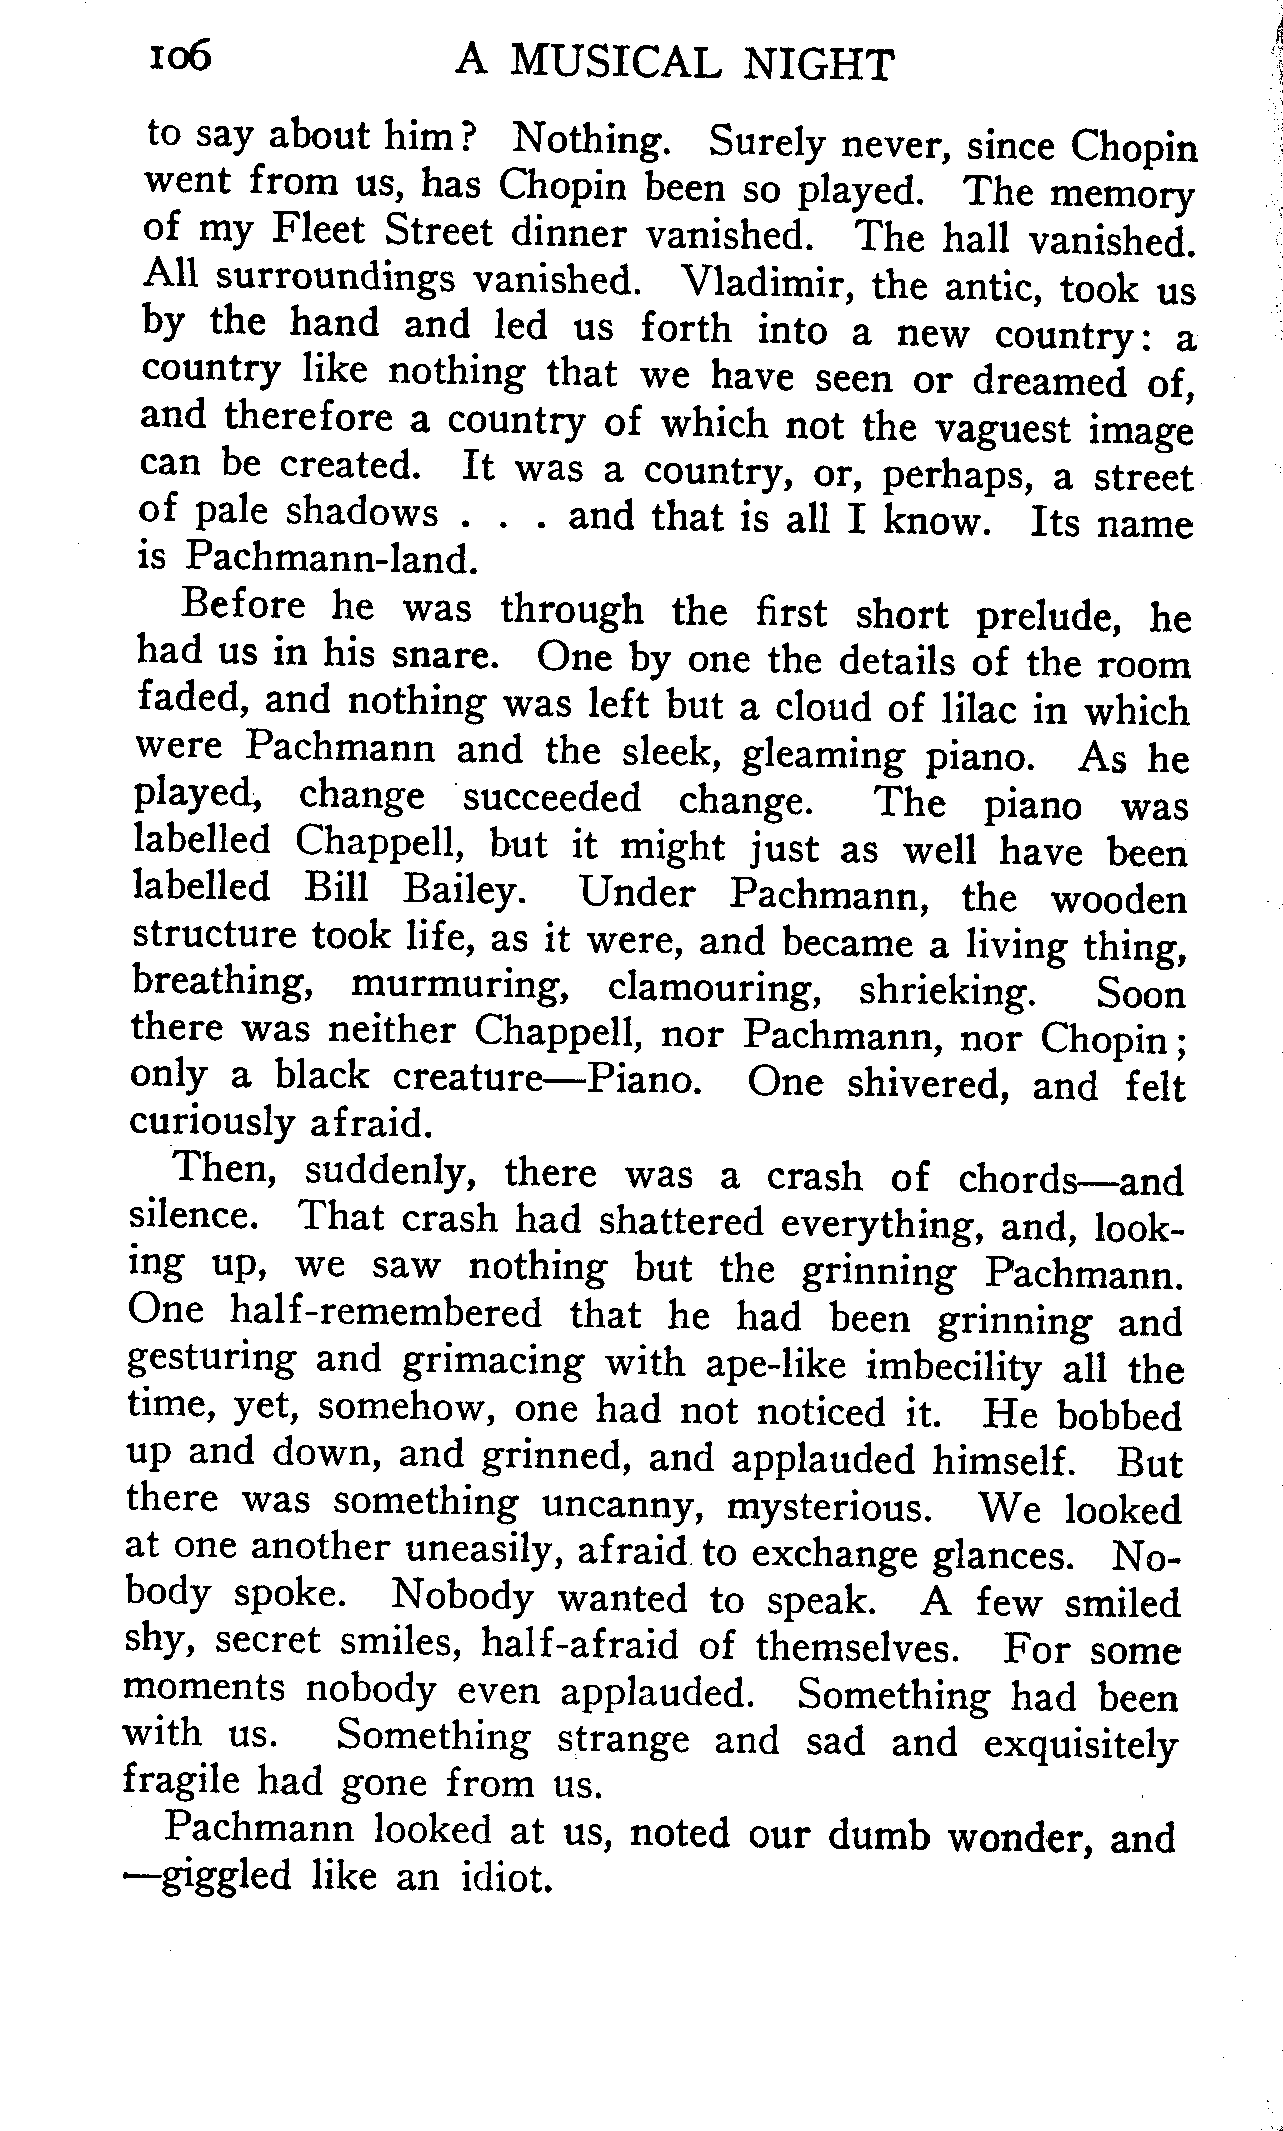 106 A MUSICAL NIGHT
to say about him? Nothing. Surely never, since Chopin
went from us, has Chopin been so played. The memory
of my Fleet Street dinner vanished. The hall vanished.
All surroundings vanished. Vladimir, the antic, took us
by the hand and led us forth into a new country: a
country like nothing that we have seen or dreamed of,
and therefore a country of which not the vaguest image
can be created. It was a country, or, perhaps, a street
of pale shadows . . . and that is all I know. Its name
is Pachmann-land.
Before he was through the first short prelude, he
had us in his snare. One by one the details of the room
faded, and nothing was left but a cloud of lilac in which
were Pachmann and the sleek, gleaming piano. As he
played, change succeeded change. The piano was
labelled Chappell, but it might just as well have been
labelled Bill Bailey. Under Pachmann, the wooden
structure took life, as it were, and became a living thing,
breathing, murmuring, clamouring, shrieking. Soon
there was neither Chappell, nor Pachmann, nor Chopin;
only a black creature—Piano. One shivered, and felt
curiously afraid.
Then, suddenly, there was a crash of chords—and
silence. That crash had shattered everything, and, look-
ing up, we saw nothing but the grinning Pachmann.
One half-remembered that he had been grinning and
gesturing and grimacing with ape-like imbecility all the
time, yet, somehow, one had not noticed it. He bobbed
up and down, and grinned, and applauded himself. But
there was something uncanny, mysterious. We looked
at one another uneasily, afraid to exchange glances. No-
body spoke. Nobody wanted to speak. A few smiled
shy, secret smiles, half-afraid of themselves. For some
moments nobody even applauded. Something had been
with us. Something strange and sad and exquisitely
fragile had gone from us.
Pachmann looked at us, noted our dumb wonder, and
—giggled like an idiot.